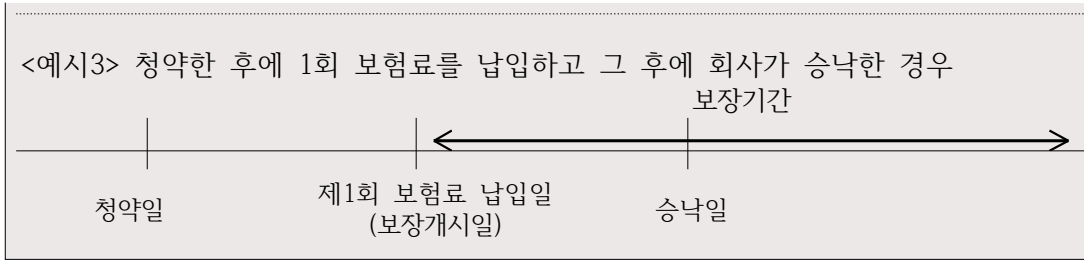 <예시3> 청약한 후에 1회 보험료를 납입하고 그 후에 회사가 승낙한 경우
보장기간
청약일
제1회 보험료 납입일
(보장개시일)
승낙일